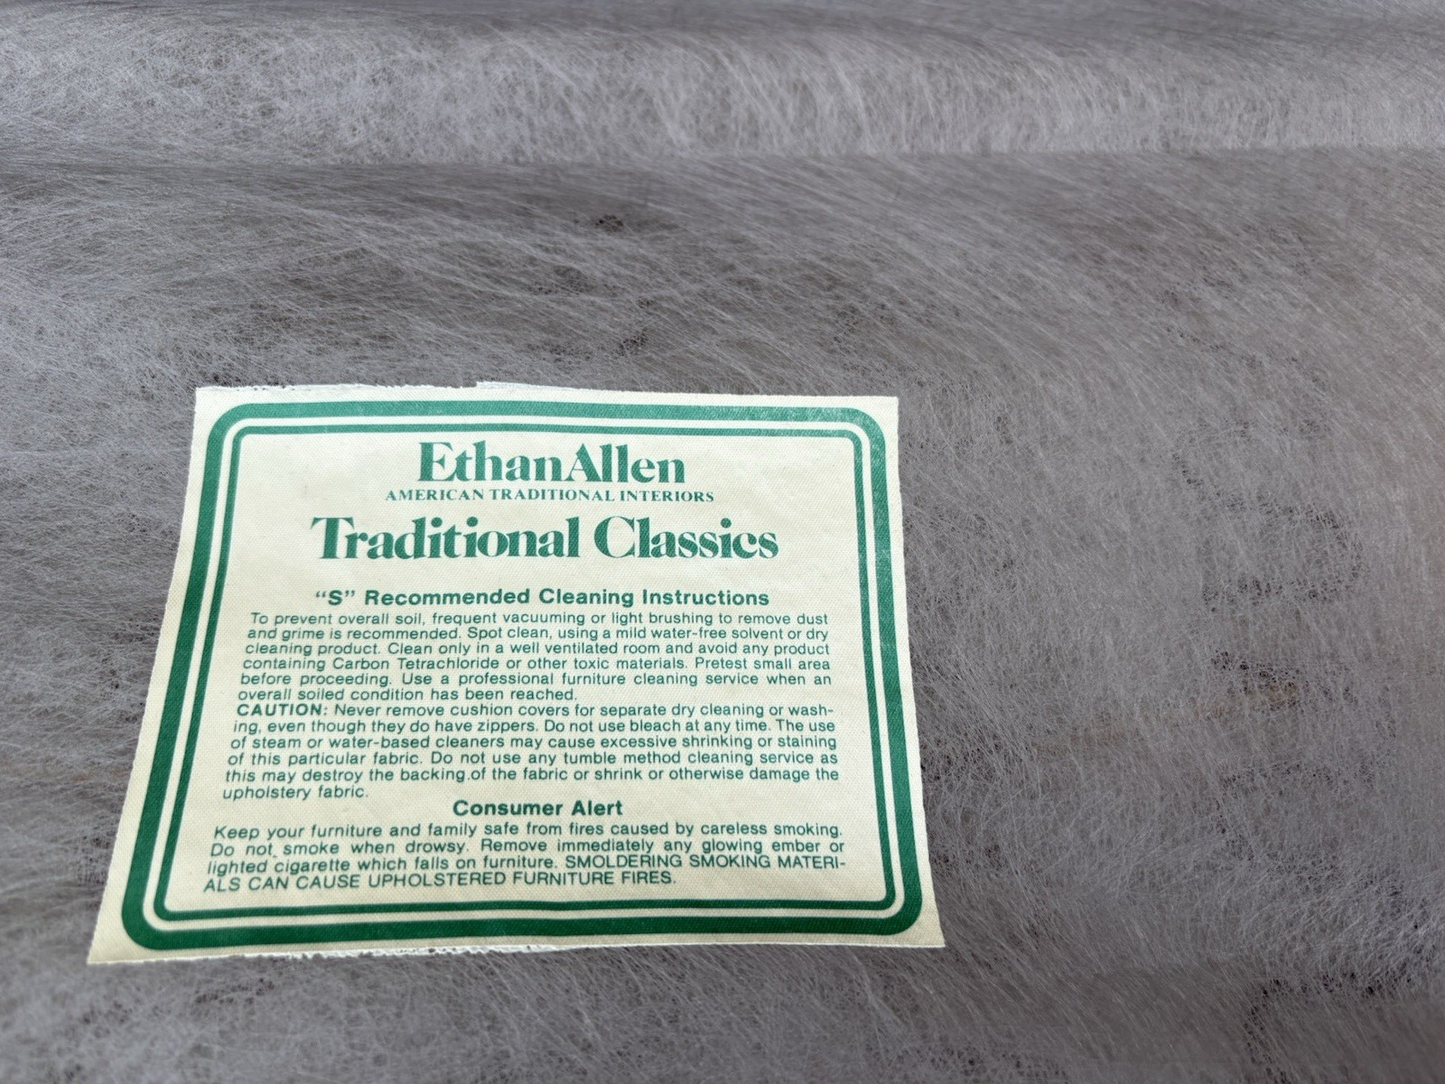 EthanAllen
AMERICAN TRADITIONAL INTERIORS
Traditional Classics
“S” Recommended Cleaning Instructions
To prevent overall soil, frequent vacuuming or light brushing to remove dust
and grime is recommended. Spot clean, using a mild water-free solvent or dry
cleaning product. Clean only in a well ventilated room and avoid any product
containing Carbon Tetrachloride or other toxic materials. Pretest small area
before proceeding. Use a professional furniture cleaning service when an
overall soiled condition has been reached.
CAUTION: Never remove cushion covers for separate dry cleaning or wash-
ing, even though they do have zippers. Do not use bleach at any time. The use
of steam or water-based cleaners may cause excessive shrinking or staining
of this particular fabric. Do not use any tumble method cleaning service as
this may destroy the backing of the fabric or shrink or otherwise damage the
upholstery fabric.
Consumer Alert
Keep your furniture and family safe from fires caused by careless smoking.
Do not smoke when drowsy. Remove immediately any glowing ember or
lighted cigarette which falls on furniture. SMOLDERING SMOKING MATERI-
ALS CAN CAUSE UPHOLSTERED FURNITURE FIRES.